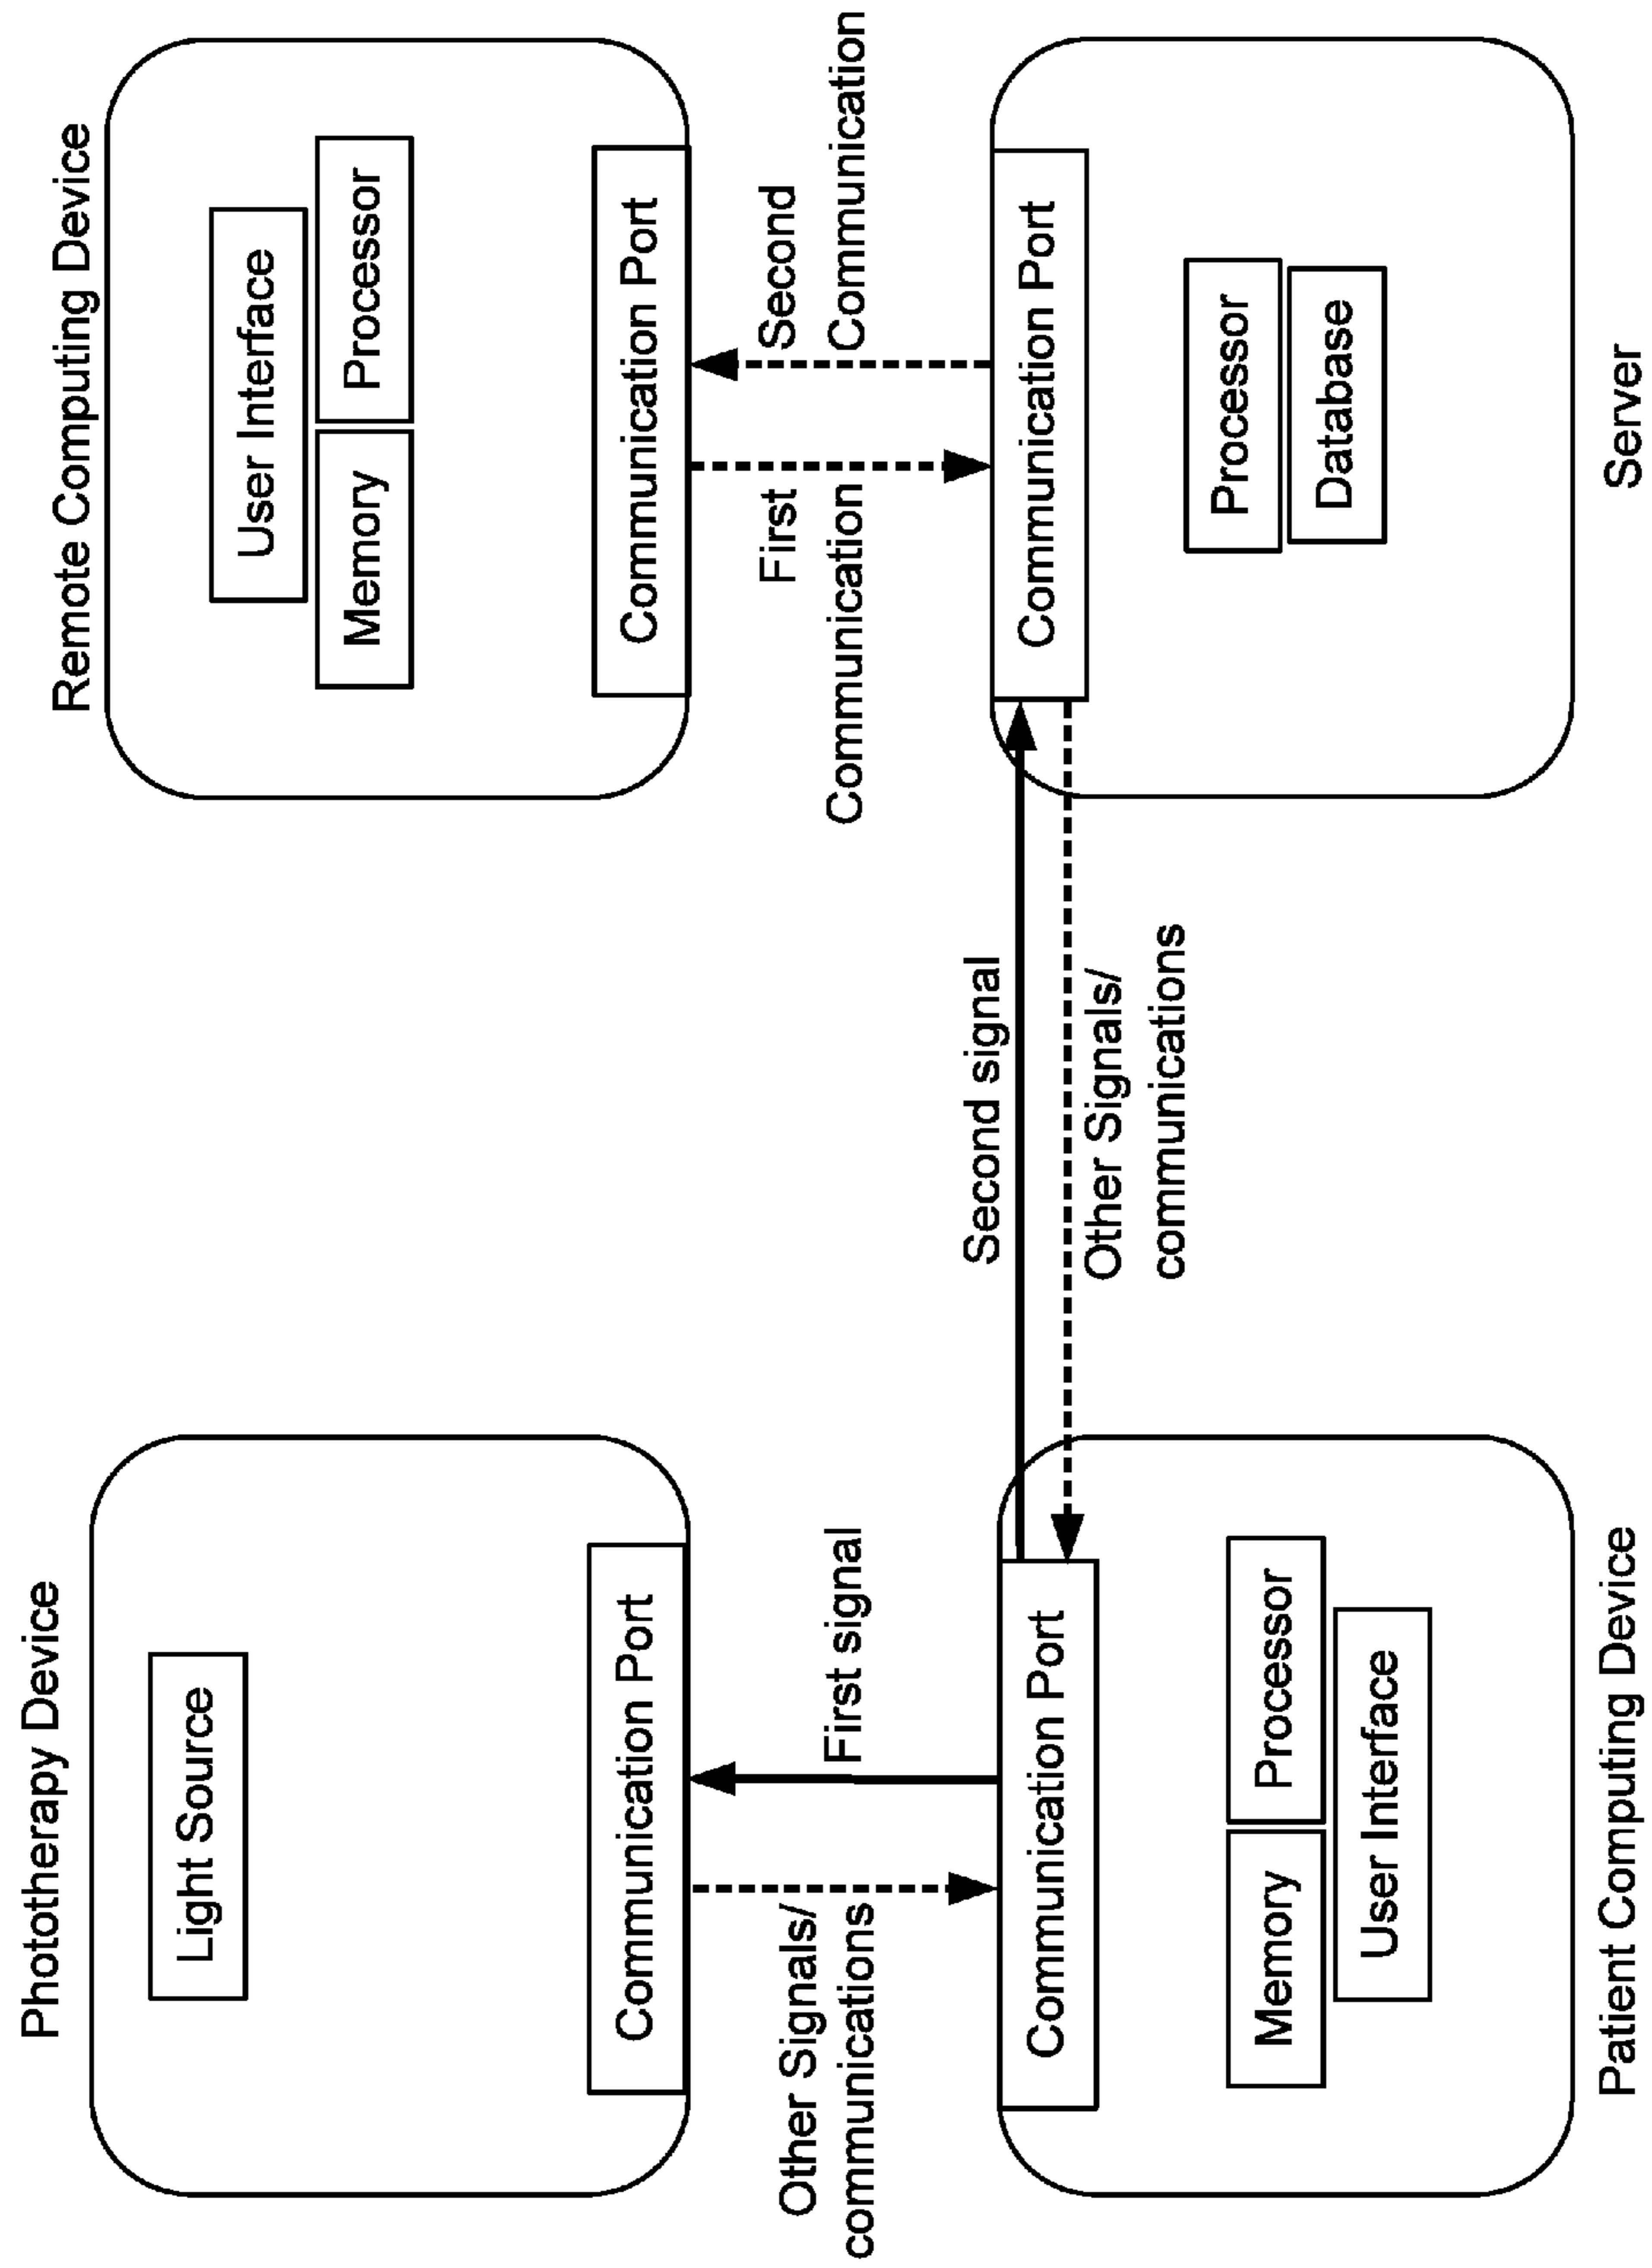 Phototherapy Device
Light Source
Communication Port
Other Signals/
communications
First signal
Communication Port
Memory
Processor
User Interface
Patient Computing Device
Second signal
Other Signals/
communications
Remote Computing Device
User Interface
Memory
Processor
Communication Port
First
Communication
Second
Communication
Communication Port
Processor
Database
Server